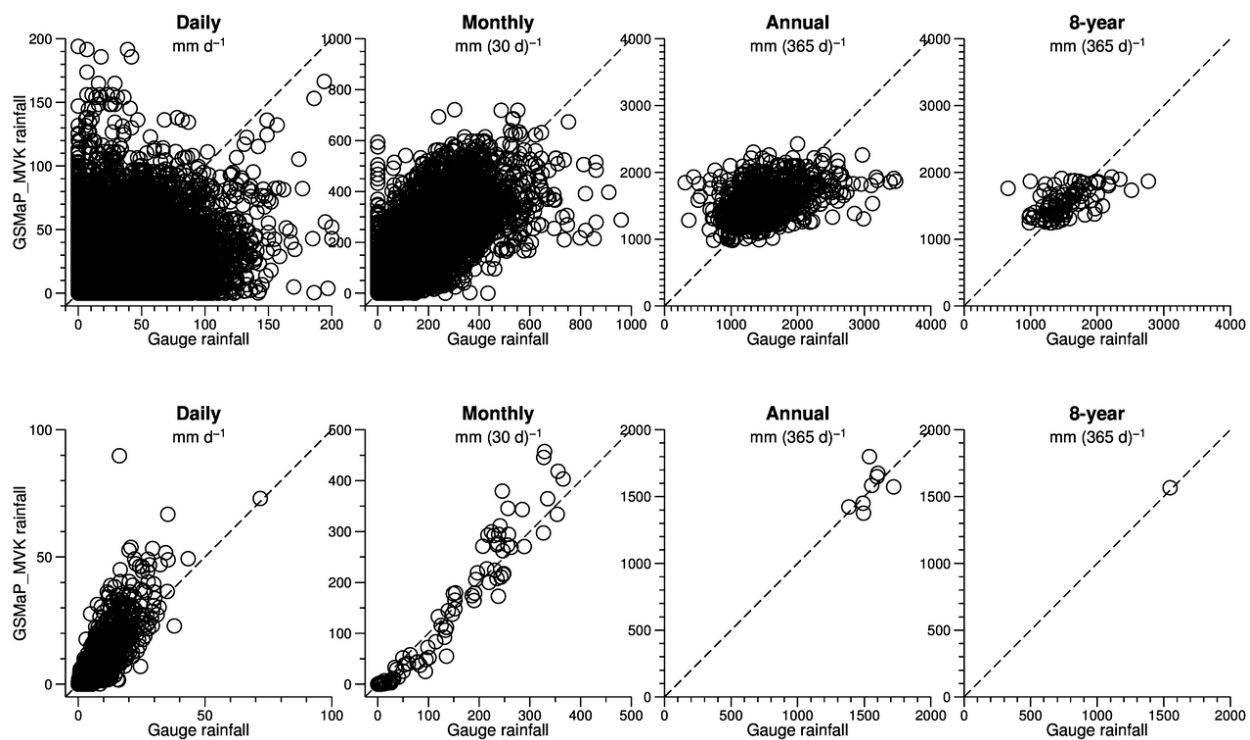 Daily
mm d⁻¹
200
150
100
50
0
0 50 100 150 200
GSMaP_MVK rainfall
Gauge rainfall
Monthly
mm (30 d)⁻¹
1000
800
600
400
200
0
0 200 400 600 800 1000
Gauge rainfall
Annual
mm (365 d)⁻¹
4000
3000
2000
1000
0
0 1000 2000 3000 4000
Gauge rainfall
8-year
mm (365 d)⁻¹
4000
3000
2000
1000
0
0 1000 2000 3000 4000
Gauge rainfall
Daily
mm d⁻¹
100
50
0
0 50 100
GSMaP_MVK rainfall
Gauge rainfall
Monthly
mm (30 d)⁻¹
500
400
300
200
100
0
0 100 200 300 400 500
Gauge rainfall
Annual
mm (365 d)⁻¹
2000
1500
1000
500
0
0 500 1000 1500 2000
Gauge rainfall
8-year
mm (365 d)⁻¹
2000
1500
1000
500
0
0 500 1000 1500 2000
Gauge rainfall